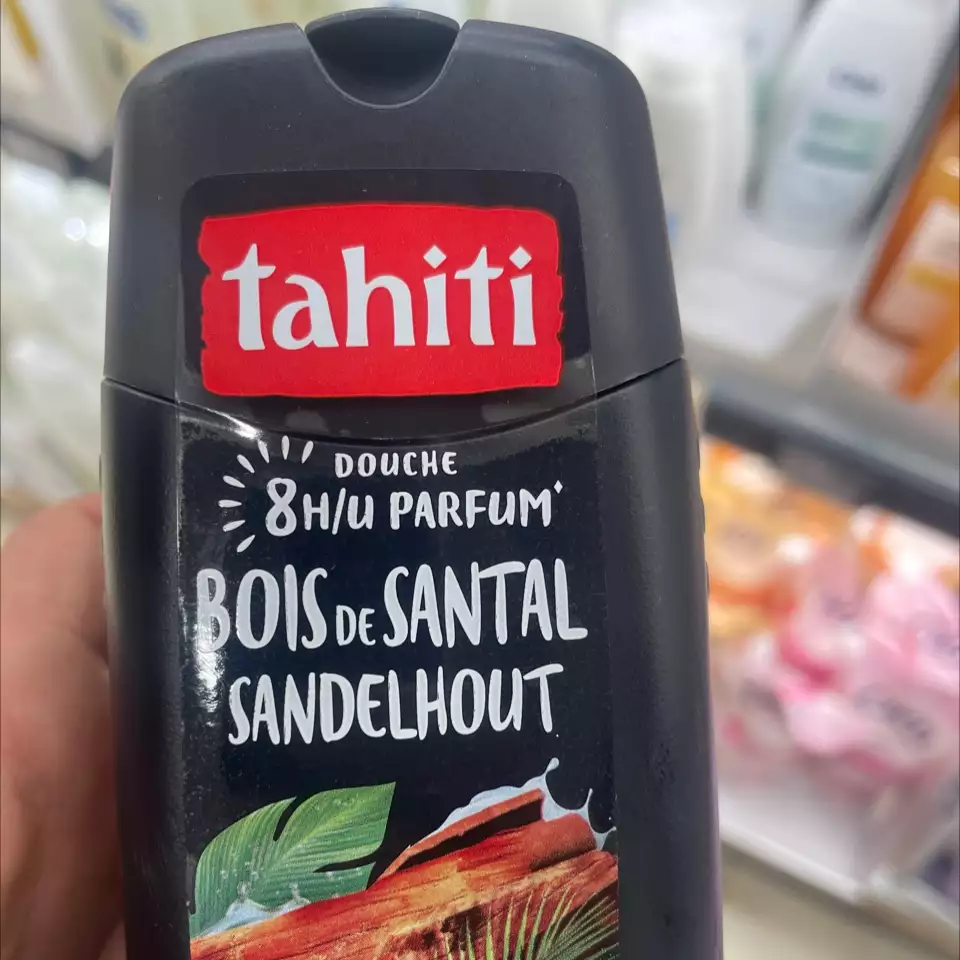 tahiti
DOUCHE
8H/U PARFUM*
BOIS DE SANTAL
SANDELHOUT